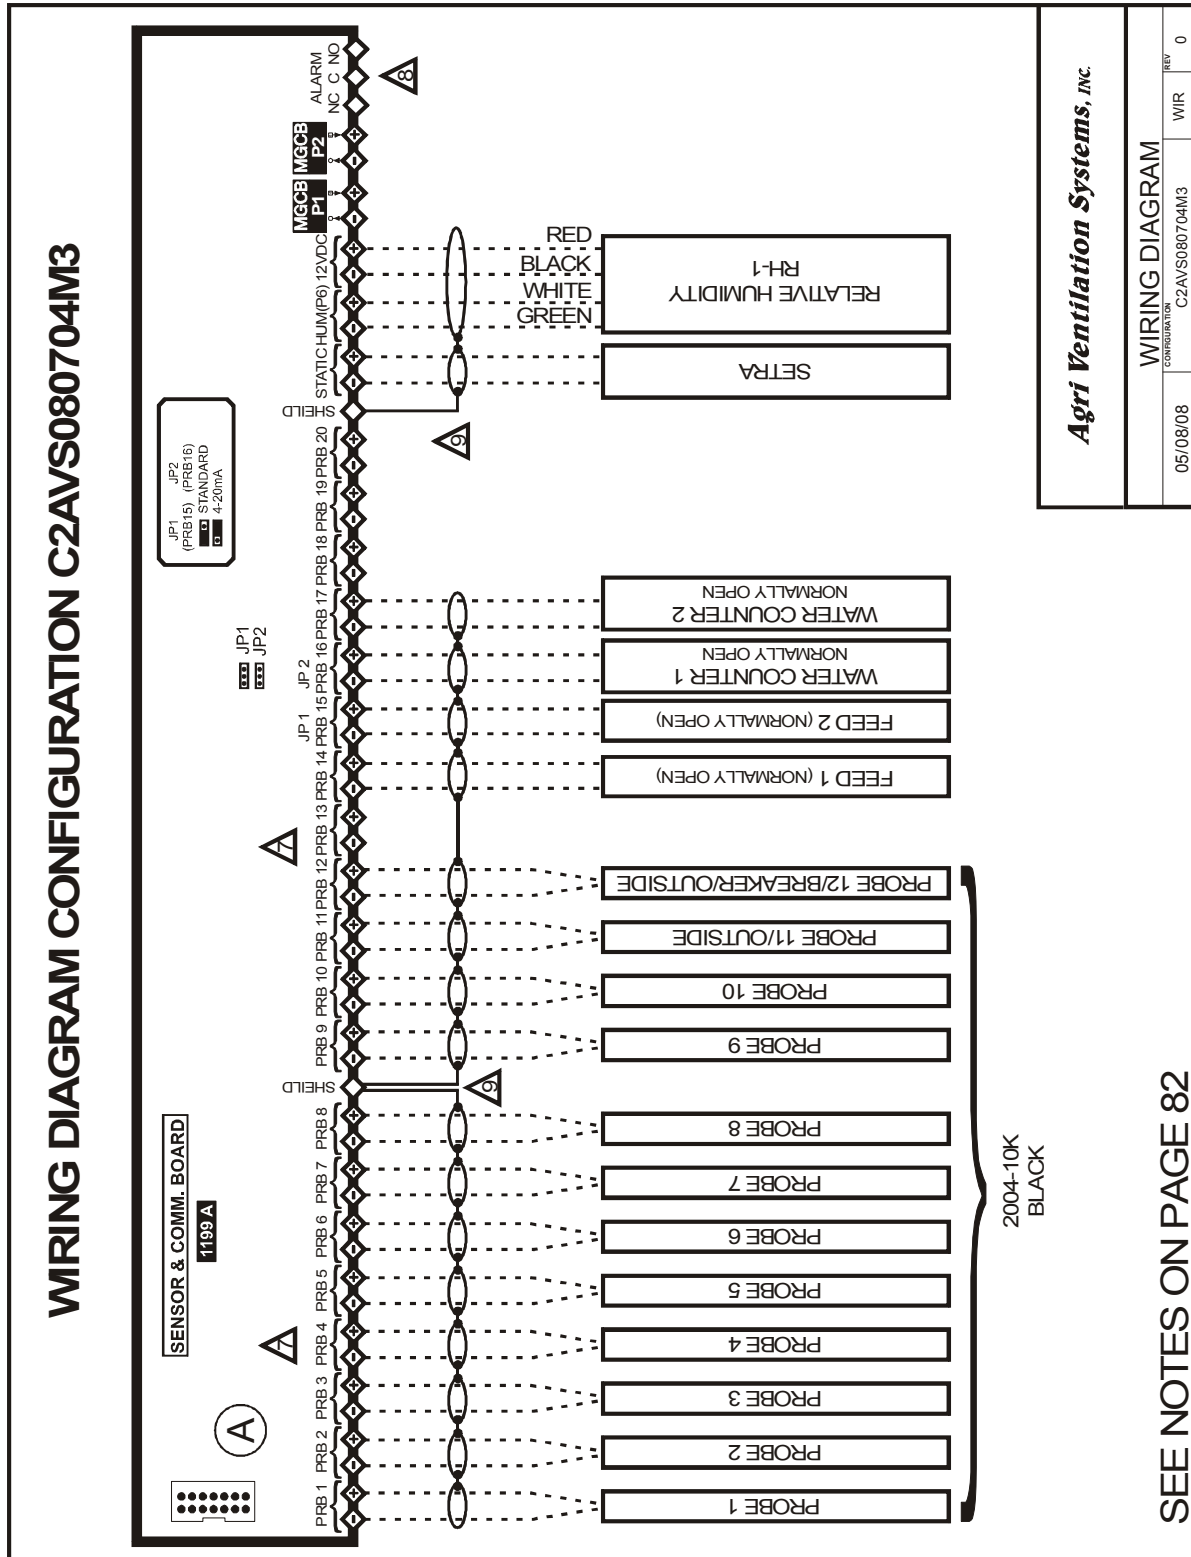 WIRING DIAGRAM CONFIGURATION C2AVS080704M3
SENSOR & COMM. BOARD
1199 A
A
JP1 JP2
(PRB15) (PRB16)
STANDARD
4-20mA
JP1
JP2
7
7
JP 1
JP 2
PRB 1
PRB 2
PRB 3
PRB 4
PRB 5
PRB 6
PRB 7
PRB 8
SHEILD
PRB 9
PRB 10
PRB 11
PRB 12
PRB 13
PRB 14
PRB 15
PRB 16
PRB 17
PRB 18
PRB 19
PRB 20
SHEILD
STATIC
HUM(P6)
12VDC
MGCB
P1
MGCB
P2
ALARM
NC C NO
8
9
9
RED
BLACK
WHITE
GREEN
PROBE 1
PROBE 2
PROBE 3
PROBE 4
PROBE 5
PROBE 6
PROBE 7
PROBE 8
PROBE 9
PROBE 10
PROBE 11/OUTSIDE
PROBE 12/BREAKER/OUTSIDE
FEED 1 (NORMALLY OPEN)
FEED 2 (NORMALLY OPEN)
WATER COUNTER 1
NORMALLY OPEN
WATER COUNTER 2
NORMALLY OPEN
SETRA
RELATIVE HUMIDITY
RH-1
2004-10K
BLACK
SEE NOTES ON PAGE 82
Agri Ventilation Systems, INC.
WIRING DIAGRAM
05/08/08
CONFIGURATION
C2AVS080704M3
WIR
REV
0